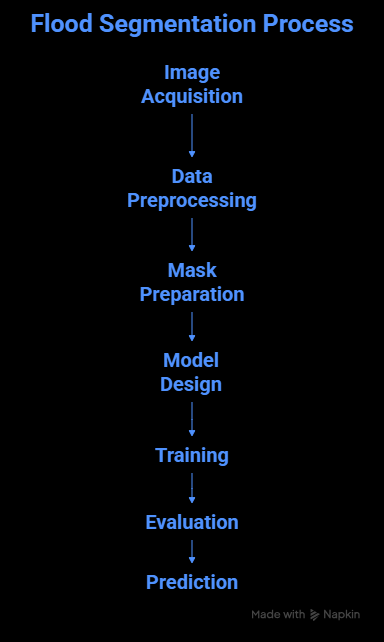 Flood Segmentation Process
Image
Acquisition
Data
Preprocessing
Mask
Preparation
Model
Design
Training
Evaluation
Prediction
Made with Napkin